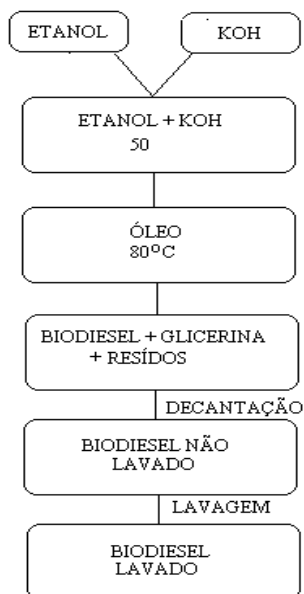 ETANOL
KOH
ETANOL + KOH
50
ÓLEO
80ºC
BIODIESEL + GLICERINA
+ RESÍDOS
DECANTAÇÃO
BIODIESEL NÃO
LAVADO
LAVAGEM
BIODIESEL
LAVADO